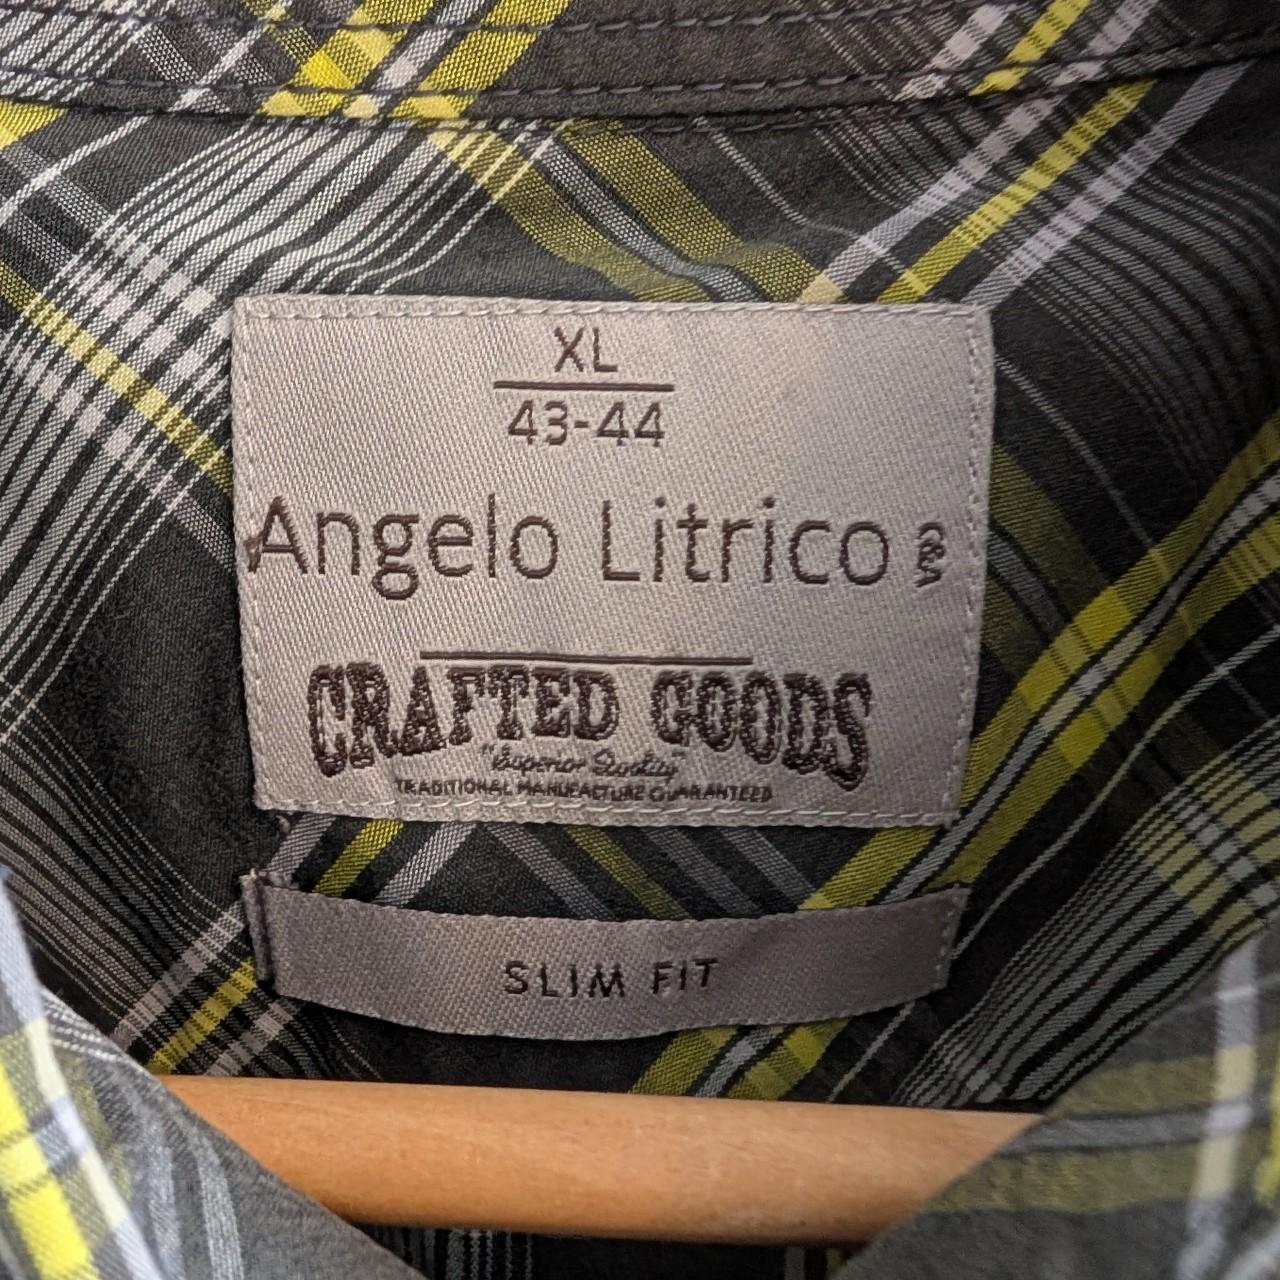 XL
43-44
Angelo Litrico C&A
CRAFTED GOODS
"Superior Quality"
TRADITIONAL MANUFACTURE GUARANTEED
SLIM FIT